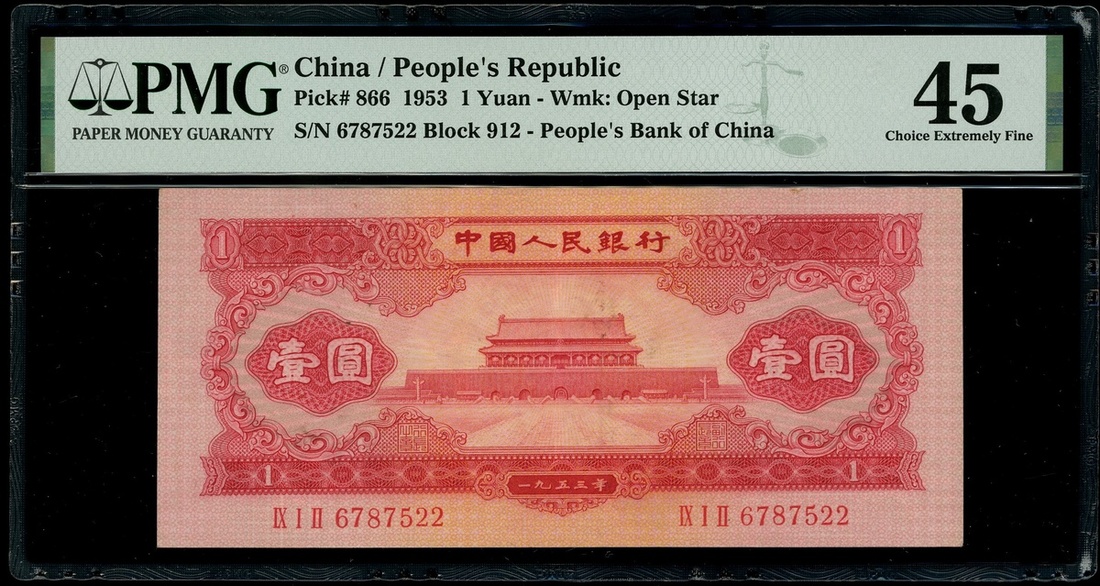 PMG®
PAPER MONEY GUARANTY
China / People's Republic
Pick# 866 1953 1 Yuan - Wmk: Open Star
S/N 6787522 Block 912 - People's Bank of China
45
Choice Extremely Fine
1 中國人民銀行 1
壹圓 壹圓
1 一九五三年 1
IX I II 6787522 IX I II 6787522